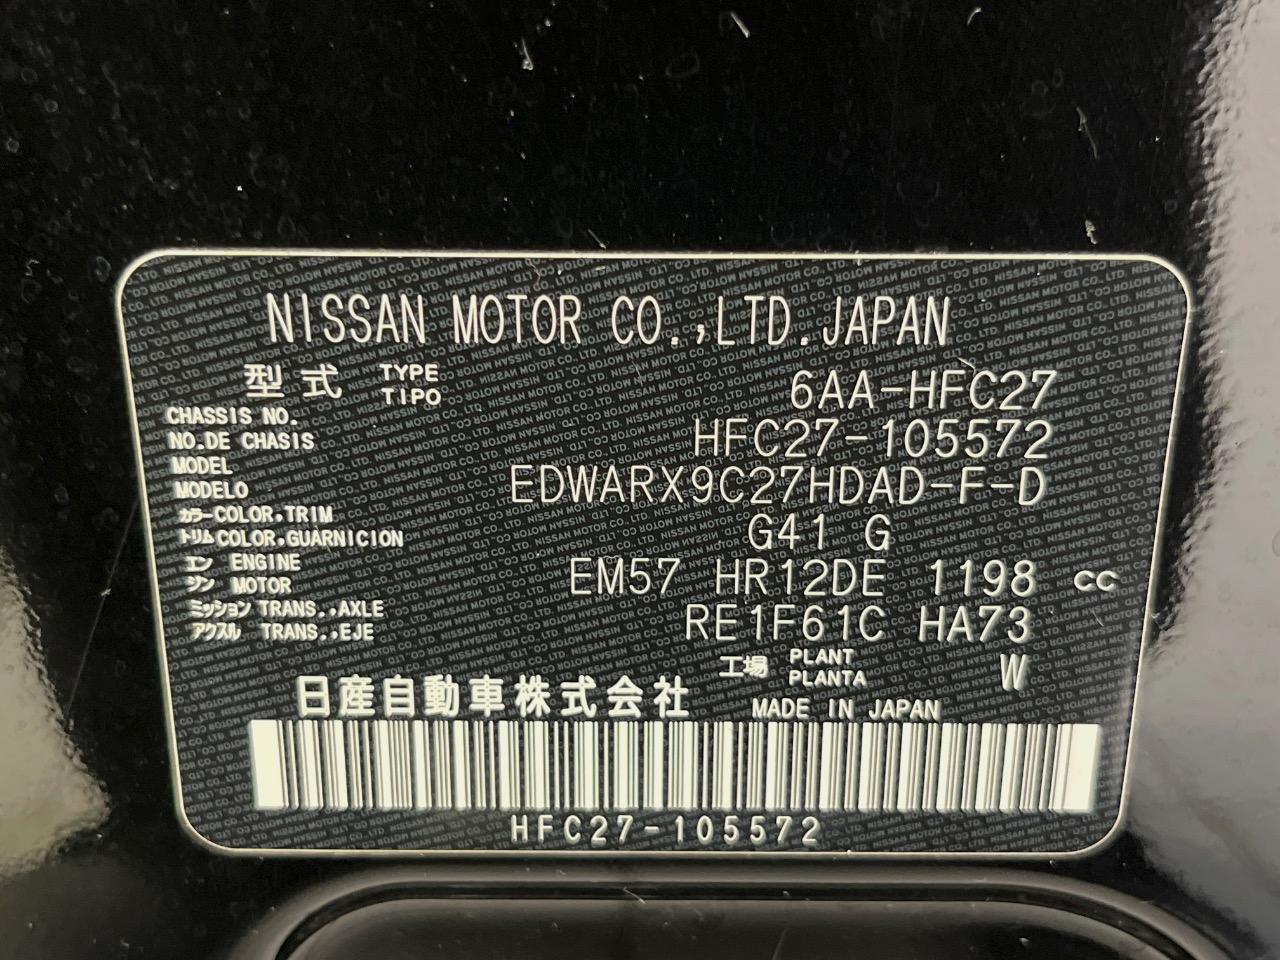 NISSAN MOTOR CO.,LTD.JAPAN
型式 TYPE TIPO 6AA-HFC27
CHASSIS NO.
NO.DE CHASIS HFC27-105572
MODEL
MODELO EDWARX9C27HDAD-F-D
カラー COLOR.TRIM
トリム COLOR.GUARNICION G41 G
エン ENGINE
ジン MOTOR EM57 HR12DE 1198 cc
ミッション TRANS..AXLE
アクスル TRANS..EJE RE1F61C HA73
工場 PLANT PLANTA W
日産自動車株式会社 MADE IN JAPAN
HFC27-105572